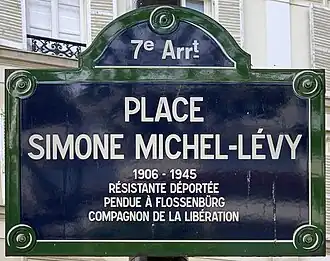 7e Arrt
PLACE
SIMONE MICHEL-LÉVY
1906 - 1945
RÉSISTANTE DÉPORTÉE
PENDUE À FLOSSENBÜRG
COMPAGNON DE LA LIBÉRATION